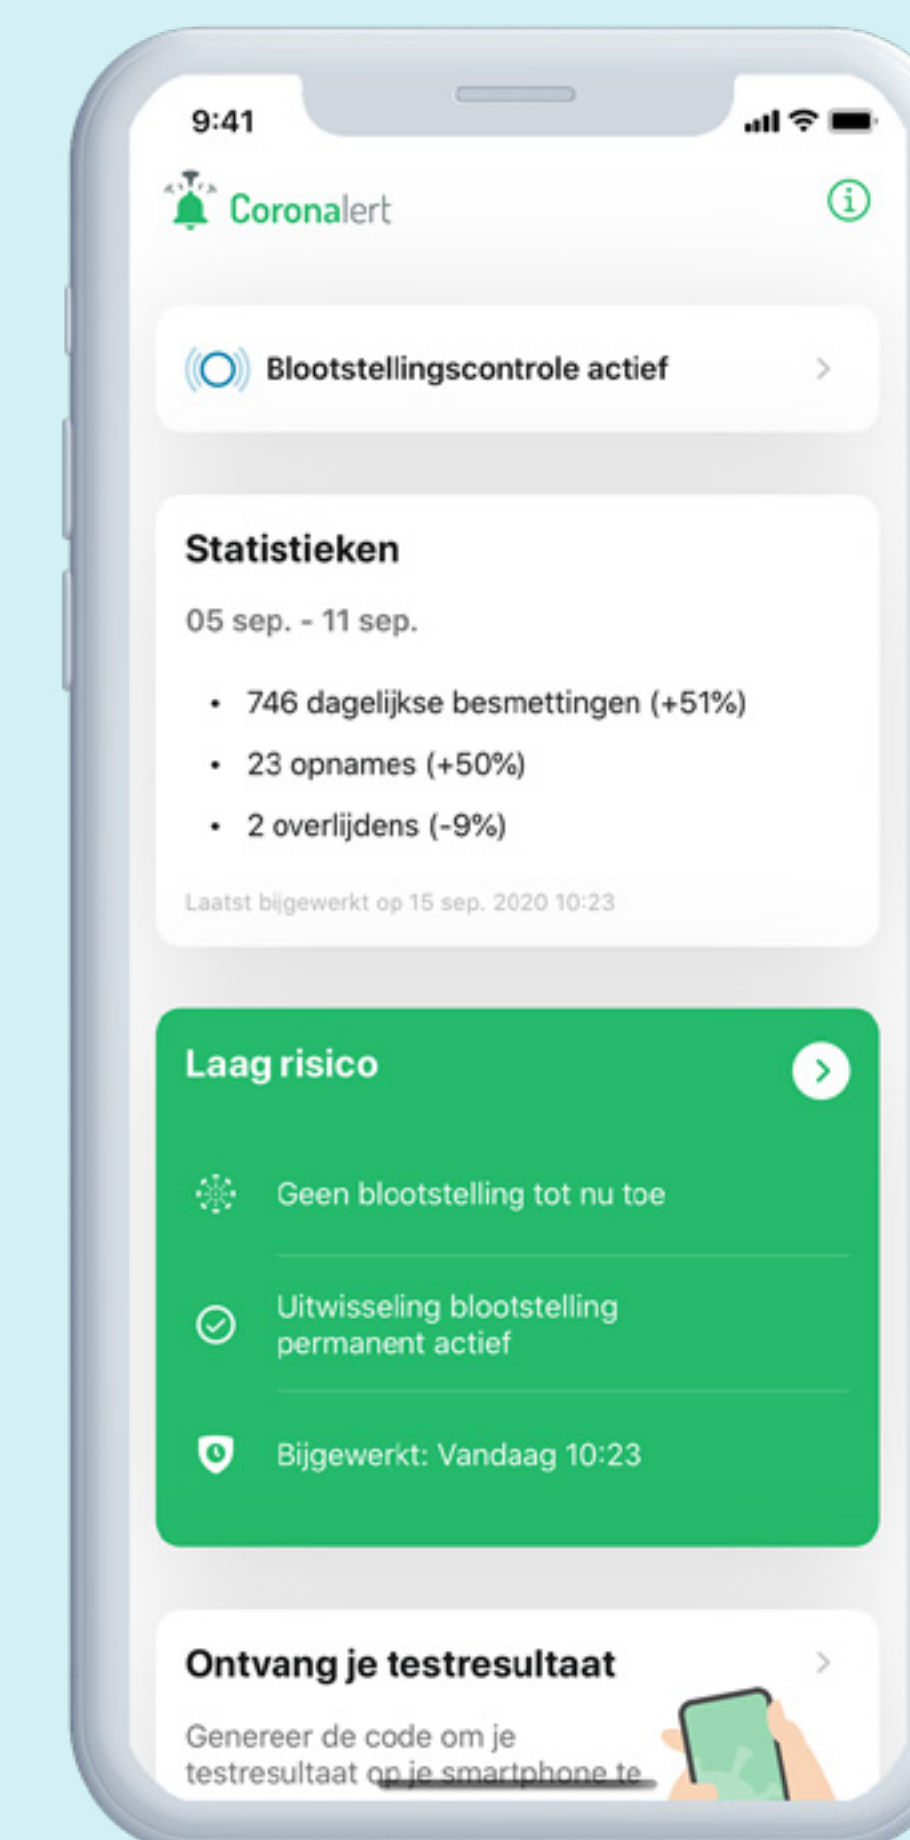 9:41
Coronalert
Blootstellingscontrole actief
Statistieken
05 sep. - 11 sep.
• 746 dagelijkse besmettingen (+51%)
• 23 opnames (+50%)
• 2 overlijdens (-9%)
Laatst bijgewerkt op 15 sep. 2020 10:23
Laag risico
Geen blootstelling tot nu toe
Uitwisseling blootstelling
permanent actief
Bijgewerkt: Vandaag 10:23
Ontvang je testresultaat
Genereer de code om je
testresultaat op je smartphone te